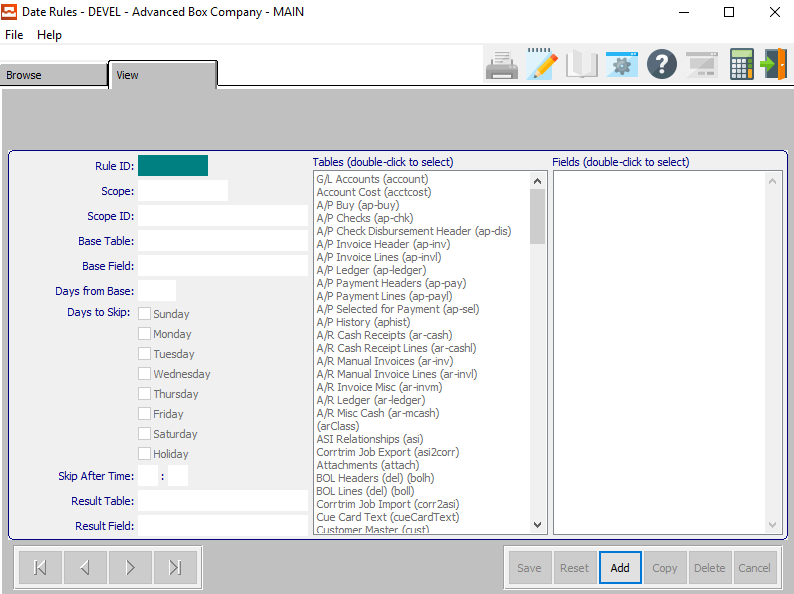 Date Rules - DEVEL - Advanced Box Company - MAIN
File Help
Browse
View
Rule ID:
Scope:
Scope ID:
Base Table:
Base Field:
Days from Base:
Days to Skip:
Sunday
Monday
Tuesday
Wednesday
Thursday
Friday
Saturday
Holiday
Skip After Time: :
Result Table:
Result Field:
Tables (double-click to select)
G/L Accounts (account)
Account Cost (acctcost)
A/P Buy (ap-buy)
A/P Checks (ap-chk)
A/P Check Disbursement Header (ap-dis)
A/P Invoice Header (ap-inv)
A/P Invoice Lines (ap-invl)
A/P Ledger (ap-ledger)
A/P Payment Headers (ap-pay)
A/P Payment Lines (ap-payl)
A/P Selected for Payment (ap-sel)
A/P History (aphist)
A/R Cash Receipts (ar-cash)
A/R Cash Receipt Lines (ar-cashl)
A/R Manual Invoices (ar-inv)
A/R Manual Invoice Lines (ar-invl)
A/R Invoice Misc (ar-invm)
A/R Ledger (ar-ledger)
A/R Misc Cash (ar-mcash)
(arClass)
ASI Relationships (asi)
Corrtrim Job Export (asi2corr)
Attachments (attach)
BOL Headers (del) (bolh)
BOL Lines (del) (boll)
Corrtrim Job Import (corr2asi)
Cue Card Text (cueCardText)
Customer Master (cust)
Fields (double-click to select)
Save Reset Add Copy Delete Cancel